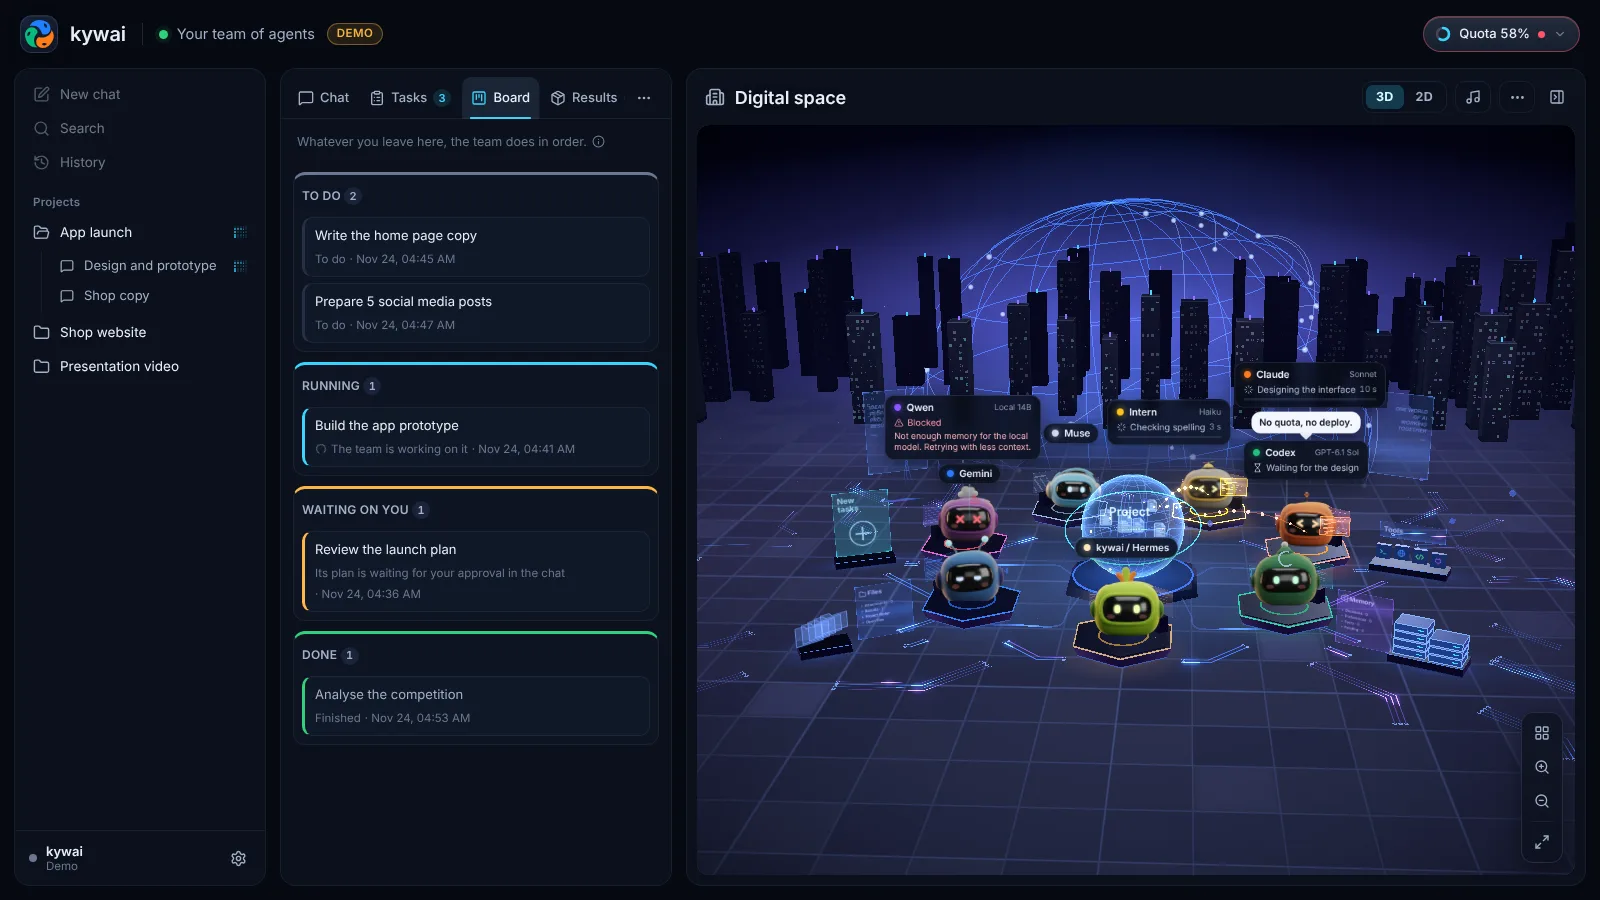 kywai
Your team of agents
DEMO
Quota 58%
New chat
Search
History
Projects
App launch
Design and prototype
Shop copy
Shop website
Presentation video
kywai
Demo
Chat
Tasks 3
Board
Results
Whatever you leave here, the team does in order.
TO DO 2
Write the home page copy
To do · Nov 24, 04:45 AM
Prepare 5 social media posts
To do · Nov 24, 04:47 AM
RUNNING 1
Build the app prototype
The team is working on it · Nov 24, 04:41 AM
WAITING ON YOU 1
Review the launch plan
Its plan is waiting for your approval in the chat
· Nov 24, 04:36 AM
DONE 1
Analyse the competition
Finished · Nov 24, 04:53 AM
Digital space
3D
2D
Claude Sonnet
Designing the interface 10 s
No quota, no deploy.
Codex GPT-6.1 Sol
Waiting for the design
Intern Haiku
Checking spelling 3 s
Muse
Qwen Local 14B
Blocked
Not enough memory for the local
model. Retrying with less context.
Gemini
New
task
Project
kywai / Hermes
Tools
Files
Memory